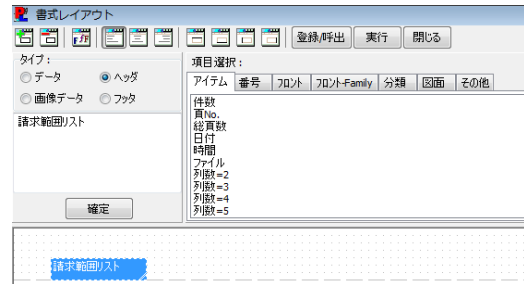 書式レイアウト
登録/呼出 実行 閉じる
タイプ:
データ ヘッダ
画像データ フッタ
請求範囲リスト
確定
項目選択:
アイテム 番号 フロント フロント-Family 分類 図面 その他
件数
頁No.
総頁数
日付
時間
ファイル
列数=2
列数=3
列数=4
列数=5
請求範囲リスト